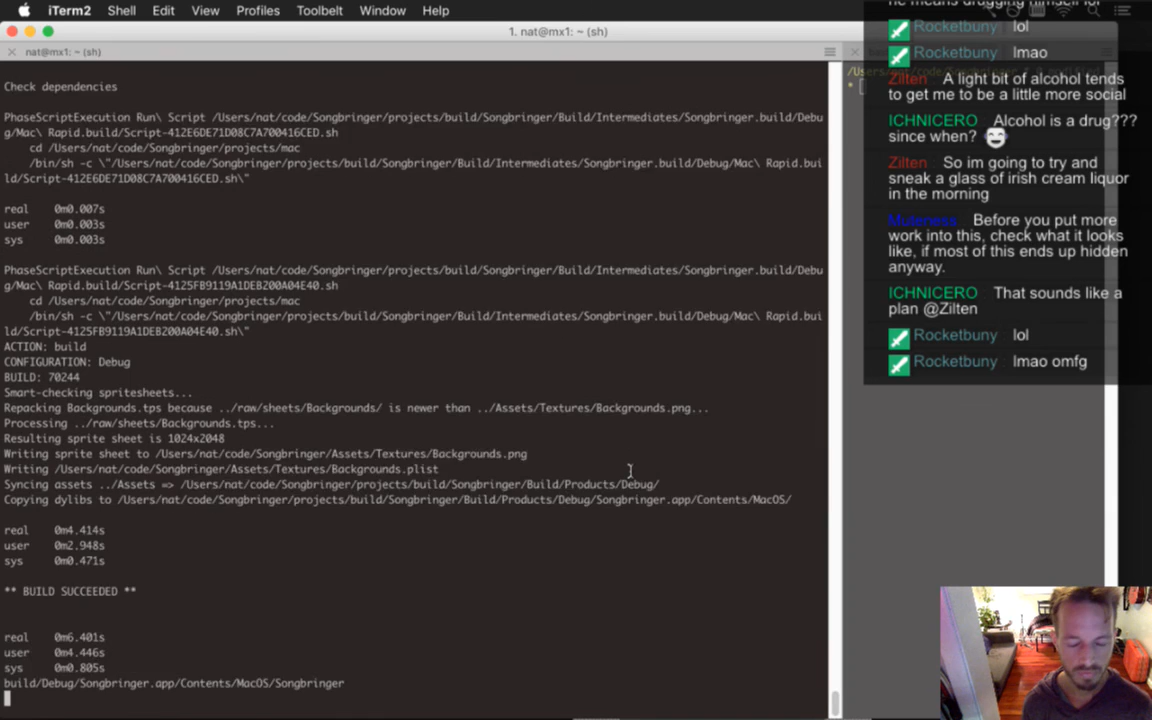 iTerm2 Shell Edit View Profiles Toolbelt Window Help
1. nat@mx1: ~ (sh)
nat@mx1: ~ (sh)
Check dependencies
PhaseScriptExecution Run\ Script /Users/nat/code/Songbringer/projects/build/Songbringer/Build/Intermediates/Songbringer.build/Debu
g/Mac\ Rapid.build/Script-412E6DE71D08C7A700416CED.sh
cd /Users/nat/code/Songbringer/projects/mac
/bin/sh -c \"/Users/nat/code/Songbringer/projects/build/Songbringer/Build/Intermediates/Songbringer.build/Debug/Mac\ Rapid.bui
ld/Script-412E6DE71D08C7A700416CED.sh\"
real 0m0.007s
user 0m0.003s
sys 0m0.003s
PhaseScriptExecution Run\ Script /Users/nat/code/Songbringer/projects/build/Songbringer/Build/Intermediates/Songbringer.build/Debu
g/Mac\ Rapid.build/Script-4125FB9119A1DEB200A04E40.sh
cd /Users/nat/code/Songbringer/projects/mac
/bin/sh -c \"/Users/nat/code/Songbringer/projects/build/Songbringer/Build/Intermediates/Songbringer.build/Debug/Mac\ Rapid.bui
ld/Script-4125FB9119A1DEB200A04E40.sh\"
ACTION: build
CONFIGURATION: Debug
BUILD: 70244
Smart-checking spritesheets...
Repacking Backgrounds.tps because ../raw/sheets/Backgrounds/ is newer than ../Assets/Textures/Backgrounds.png...
Processing ../raw/sheets/Backgrounds.tps...
Resulting sprite sheet is 1024x2048
Writing sprite sheet to /Users/nat/code/Songbringer/Assets/Textures/Backgrounds.png
Writing /Users/nat/code/Songbringer/Assets/Textures/Backgrounds.plist
Syncing assets ../Assets => /Users/nat/code/Songbringer/projects/build/Songbringer/Build/Products/Debug/
Copying dylibs to /Users/nat/code/Songbringer/projects/build/Songbringer/Build/Products/Debug/Songbringer.app/Contents/MacOS/
real 0m4.414s
user 0m2.948s
sys 0m0.471s
** BUILD SUCCEEDED **
real 0m6.401s
user 0m4.446s
sys 0m0.805s
build/Debug/Songbringer.app/Contents/MacOS/Songbringer
he means drugging himself lol
Rocketbuny lol
Rocketbuny lmao
Zilten A light bit of alcohol tends
to get me to be a little more social
ICHNICERO Alcohol is a drug???
since when?
Zilten So im going to try and
sneak a glass of irish cream liquor
in the morning
Muteness Before you put more
work into this, check what it looks
like, if most of this ends up hidden
anyway.
ICHNICERO That sounds like a
plan @Zilten
Rocketbuny lol
Rocketbuny lmao omfg